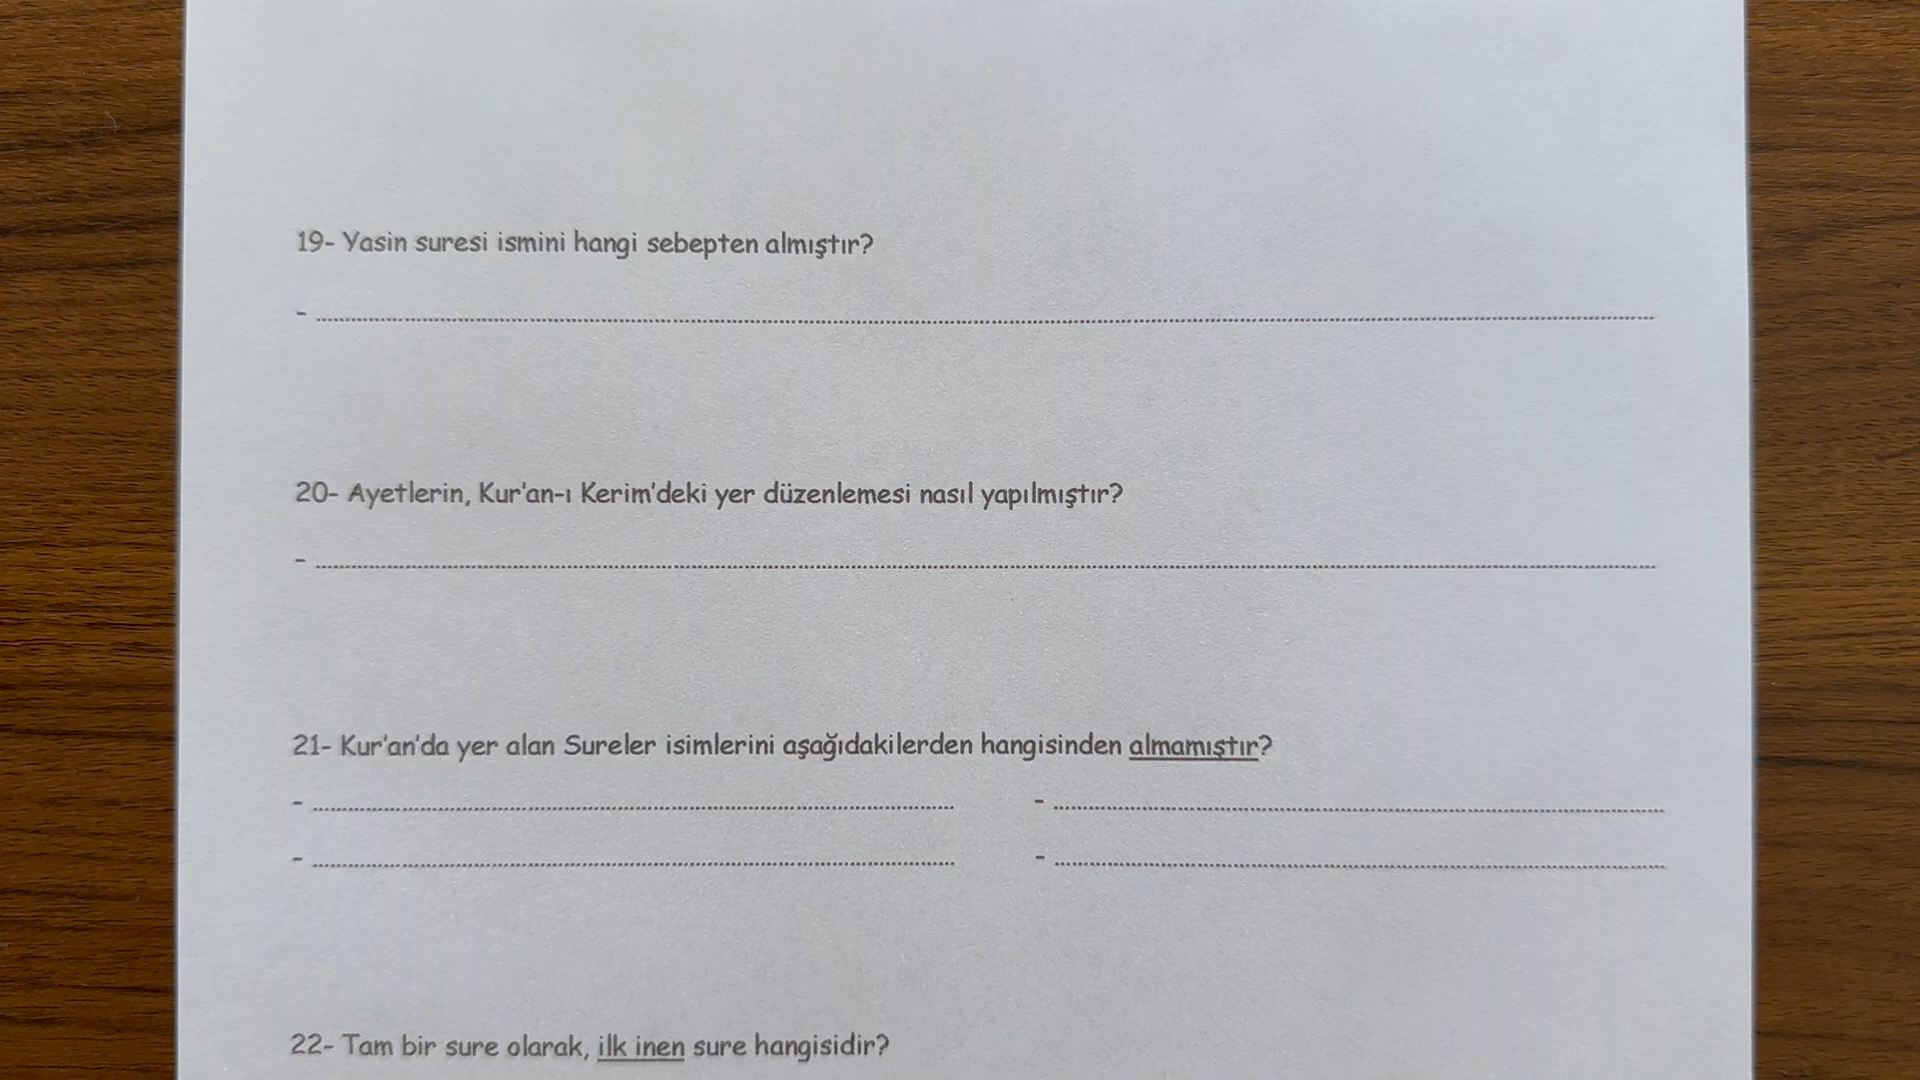 19- Yasin suresi ismini hangi sebepten almıştır?
- ................................................................
20- Ayetlerin, Kur'an-ı Kerim'deki yer düzenlemesi nasıl yapılmıştır?
- ................................................................
21- Kur'an'da yer alan Sureler isimlerini aşağıdakilerden hangisinden almamıştır?
- ................................ - ................................
- ................................ - ................................
22- Tam bir sure olarak, ilk inen sure hangisidir?